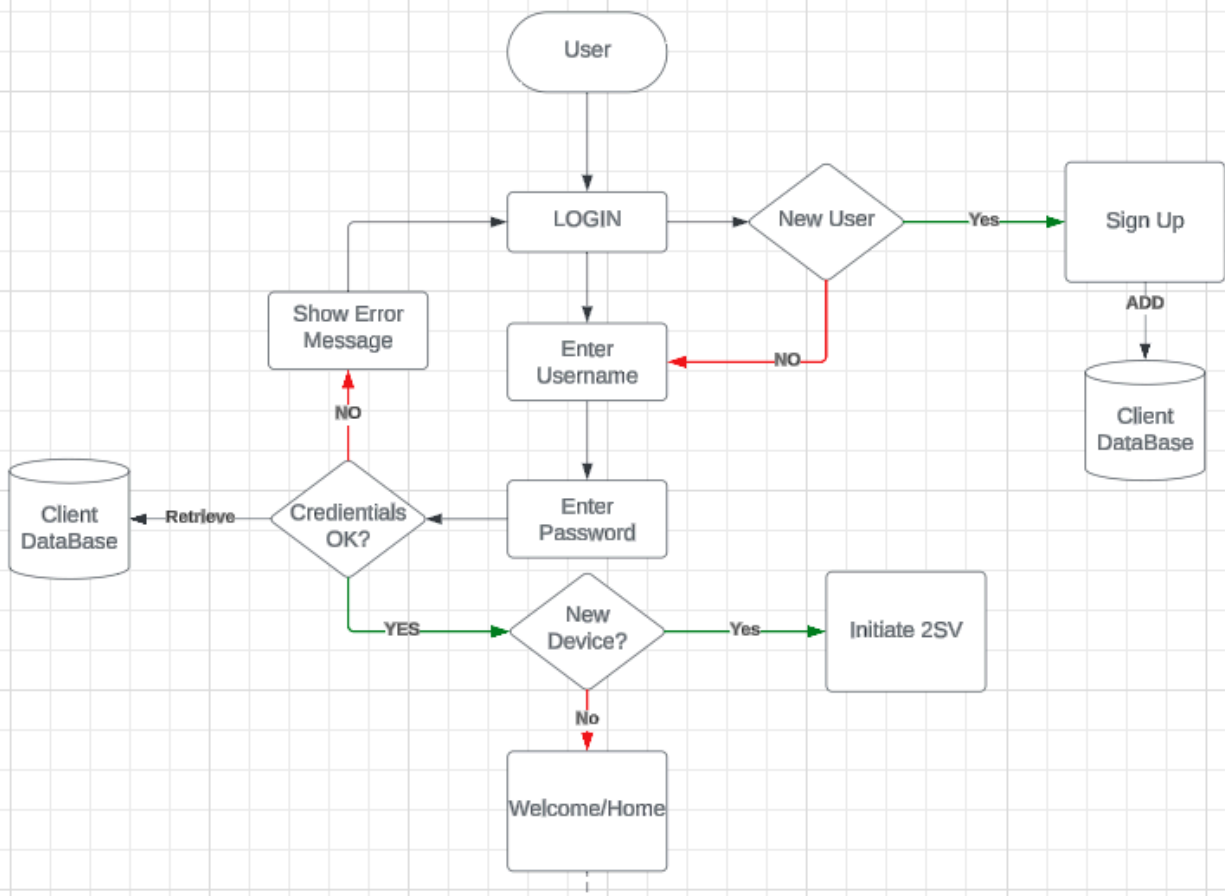 User
LOGIN
New User
Yes
Sign Up
ADD
Show Error
Message
Enter
Username
NO
NO
Client
DataBase
Client
DataBase
Retrieve
Credientials
OK?
Enter
Password
New
Device?
YES
Yes
Initiate 2SV
No
Welcome/Home